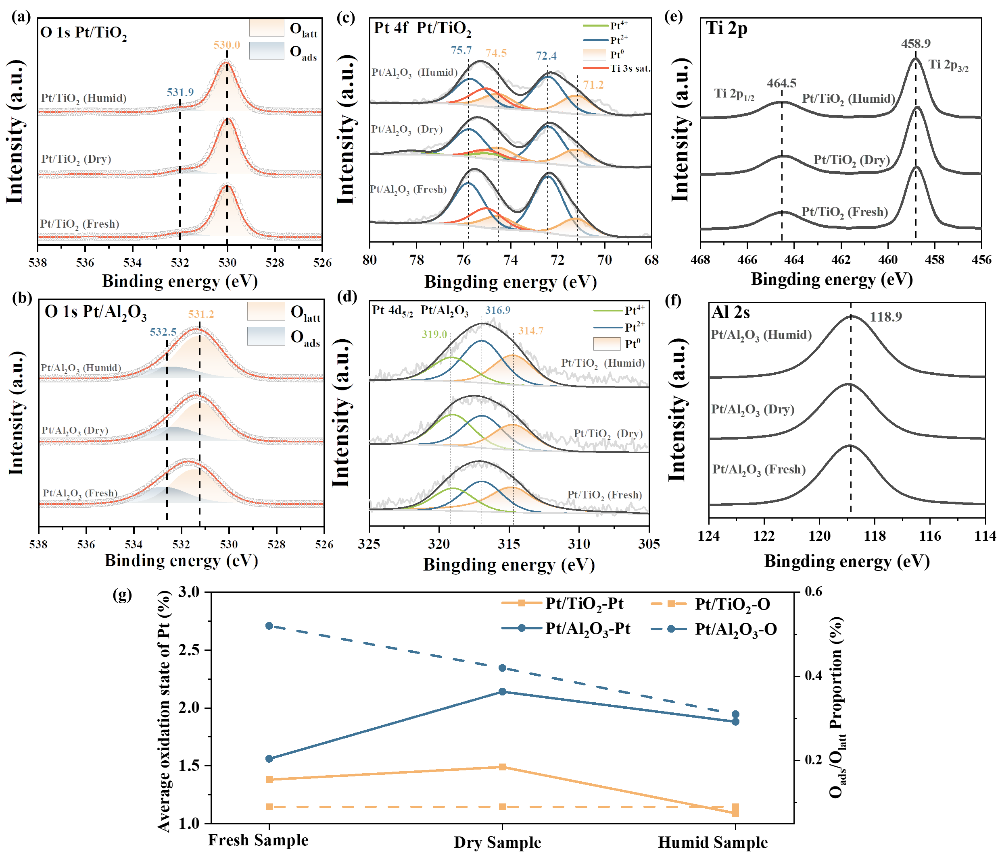 (a)
O 1s Pt/TiO₂
Oₗₐₜₜ
Oₐdₛ
530.0
531.9
Pt/TiO₂ (Humid)
Pt/TiO₂ (Dry)
Pt/TiO₂ (Fresh)
Intensity (a.u.)
538 536 534 532 530 528 526
Binding energy (eV)
(c)
Pt 4f Pt/TiO₂
Pt⁴⁺
Pt²⁺
Pt⁰
Ti 3s sat.
75.7 74.5 72.4
71.2
Pt/Al₂O₃ (Humid)
Pt/Al₂O₃ (Dry)
Pt/Al₂O₃ (Fresh)
Intensity (a.u.)
80 78 76 74 72 70 68
Bingding energy (eV)
(e)
Ti 2p
458.9
Ti 2p₃/₂
464.5
Ti 2p₁/₂
Pt/TiO₂ (Humid)
Pt/TiO₂ (Dry)
Pt/TiO₂ (Fresh)
Intensity (a.u.)
468 466 464 462 460 458 456
Bingding energy (eV)
(b)
O 1s Pt/Al₂O₃
Oₗₐₜₜ
Oₐdₛ
531.2
532.5
Pt/Al₂O₃ (Humid)
Pt/Al₂O₃ (Dry)
Pt/Al₂O₃ (Fresh)
Intensity (a.u.)
538 536 534 532 530 528 526
Binding energy (eV)
(d)
Pt 4d₅/₂ Pt/Al₂O₃
316.9
319.0
314.7
Pt⁴⁺
Pt²⁺
Pt⁰
Pt/TiO₂ (Humid)
Pt/TiO₂ (Dry)
Pt/TiO₂ (Fresh)
Intensity (a.u.)
325 320 315 310 305
Bingding energy (eV)
(f)
Al 2s
118.9
Pt/Al₂O₃ (Humid)
Pt/Al₂O₃ (Dry)
Pt/Al₂O₃ (Fresh)
Intensity (a.u.)
124 122 120 118 116 114
Bingding energy (eV)
(g)
Pt/TiO₂-Pt
Pt/TiO₂-O
Pt/Al₂O₃-Pt
Pt/Al₂O₃-O
Average oxidation state of Pt (%)
3.0
2.5
2.0
1.5
1.0
0.6
0.4
0.2
Oₐdₛ/Oₗₐₜₜ Proportion (%)
Fresh Sample
Dry Sample
Humid Sample